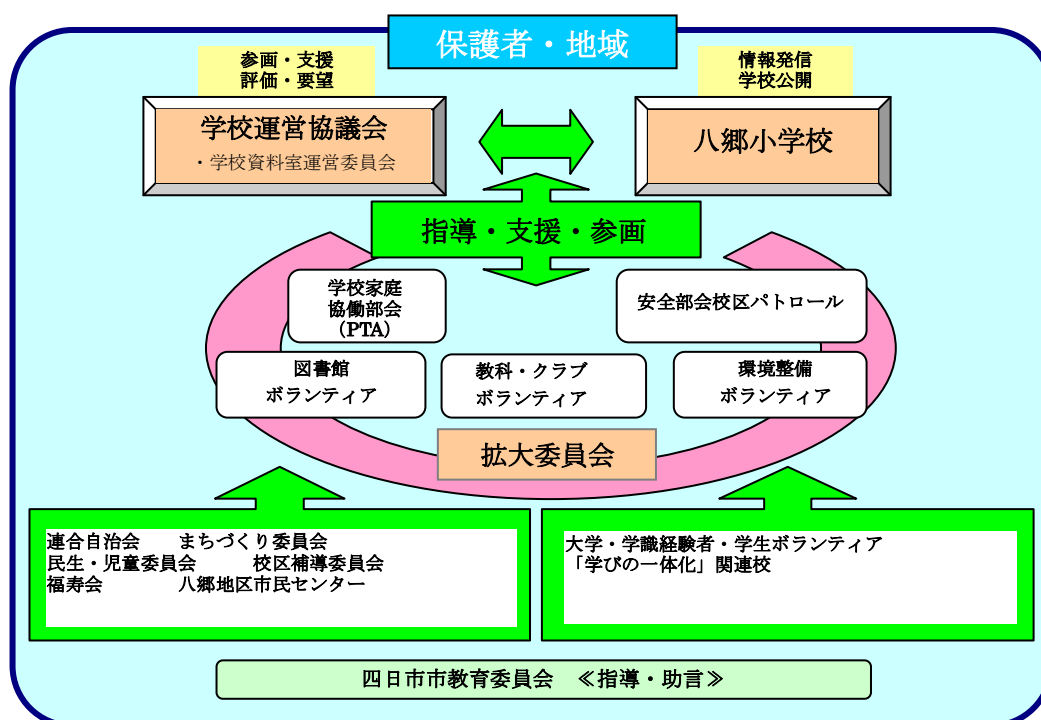 保護者・地域
参画・支援
評価・要望
情報発信
学校公開
学校運営協議会
・学校資料室運営委員会
八郷小学校
指導・支援・参画
学校家庭
協働部会
(PTA)
安全部会校区パトロール
図書館
ボランティア
教科・クラブ
ボランティア
環境整備
ボランティア
拡大委員会
連合自治会　　まちづくり委員会
民生・児童委員会　　　校区補導委員会
福寿会　　　　八郷地区市民センター
大学・学識経験者・学生ボランティア
「学びの一体化」関連校
四日市市教育委員会　≪指導・助言≫